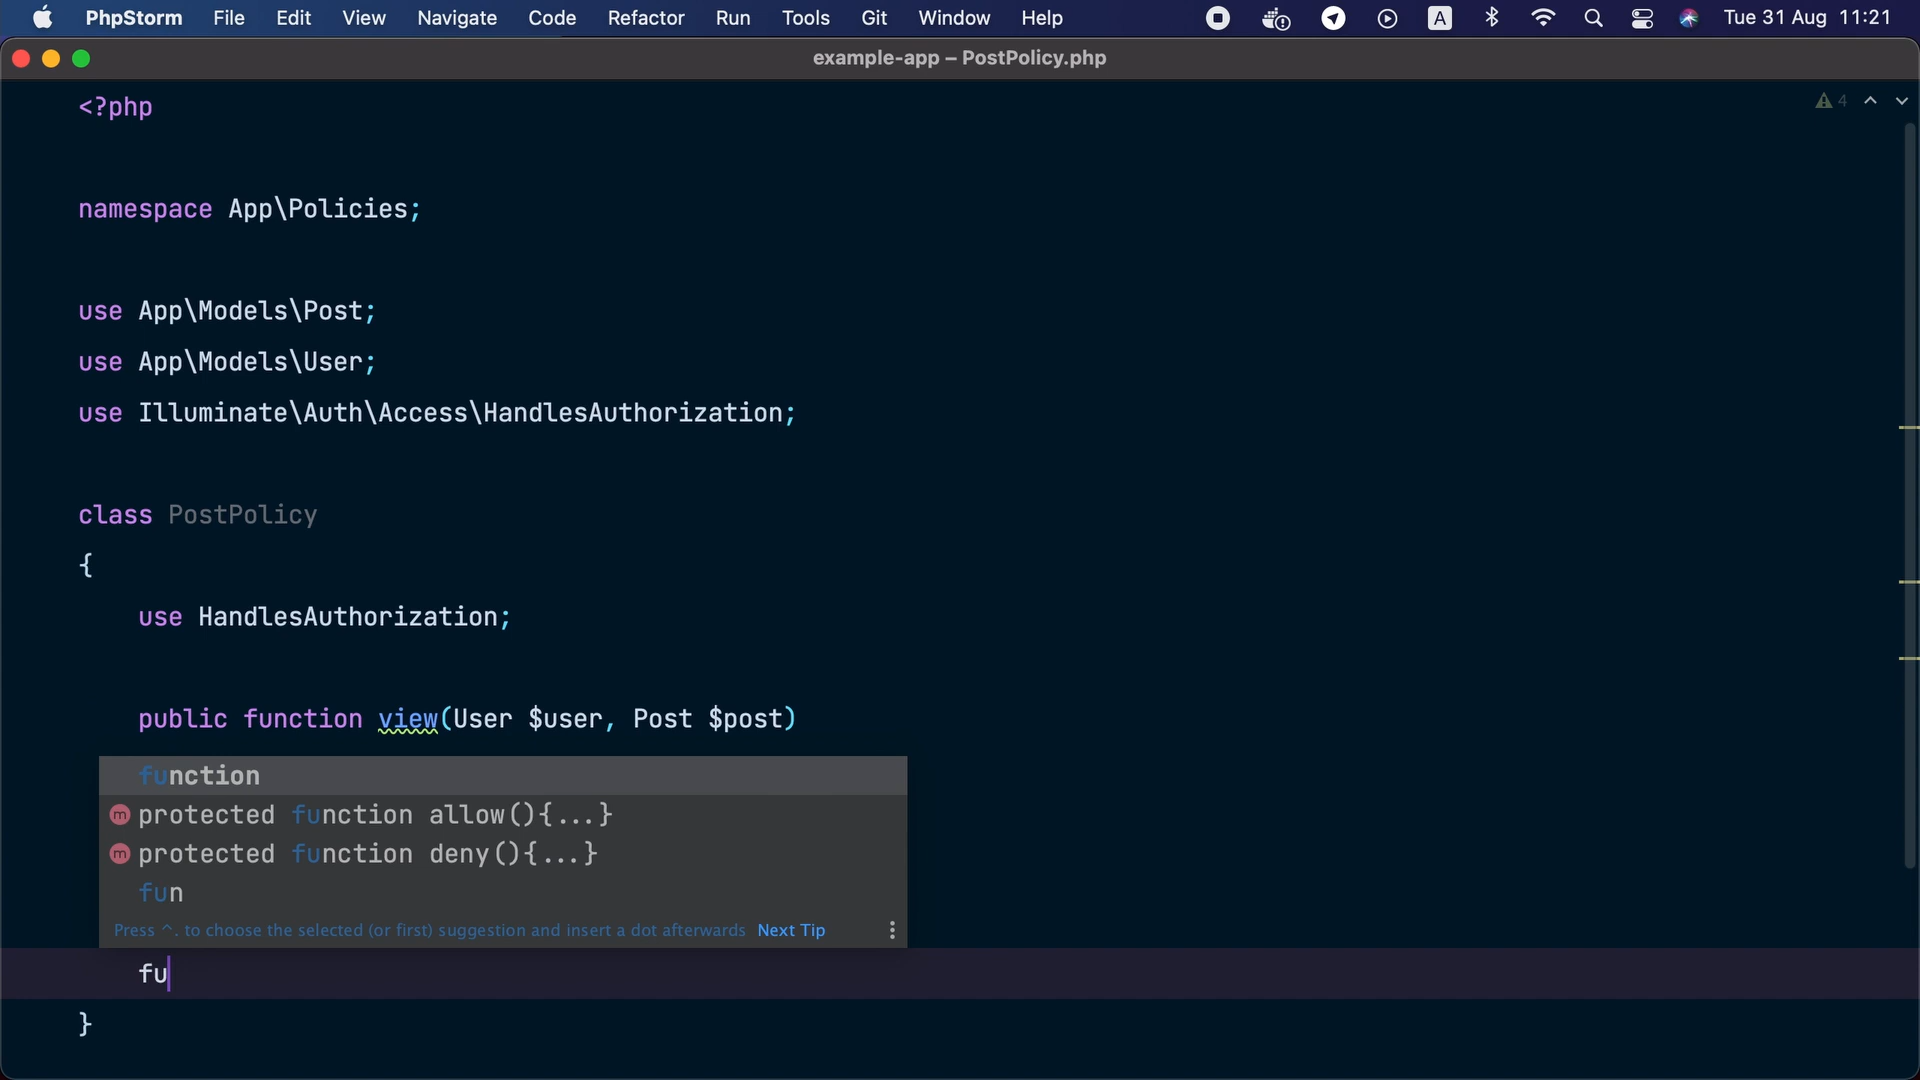 PhpStorm File Edit View Navigate Code Refactor Run Tools Git Window Help A Tue 31 Aug 11:21
example-app – PostPolicy.php
<?php
4
namespace App\Policies;
use App\Models\Post;
use App\Models\User;
use Illuminate\Auth\Access\HandlesAuthorization;
class PostPolicy
{
use HandlesAuthorization;
public function view(User $user, Post $post)
function
m protected function allow(){...}
m protected function deny(){...}
fun
Press ^. to choose the selected (or first) suggestion and insert a dot afterwards Next Tip
fu
}